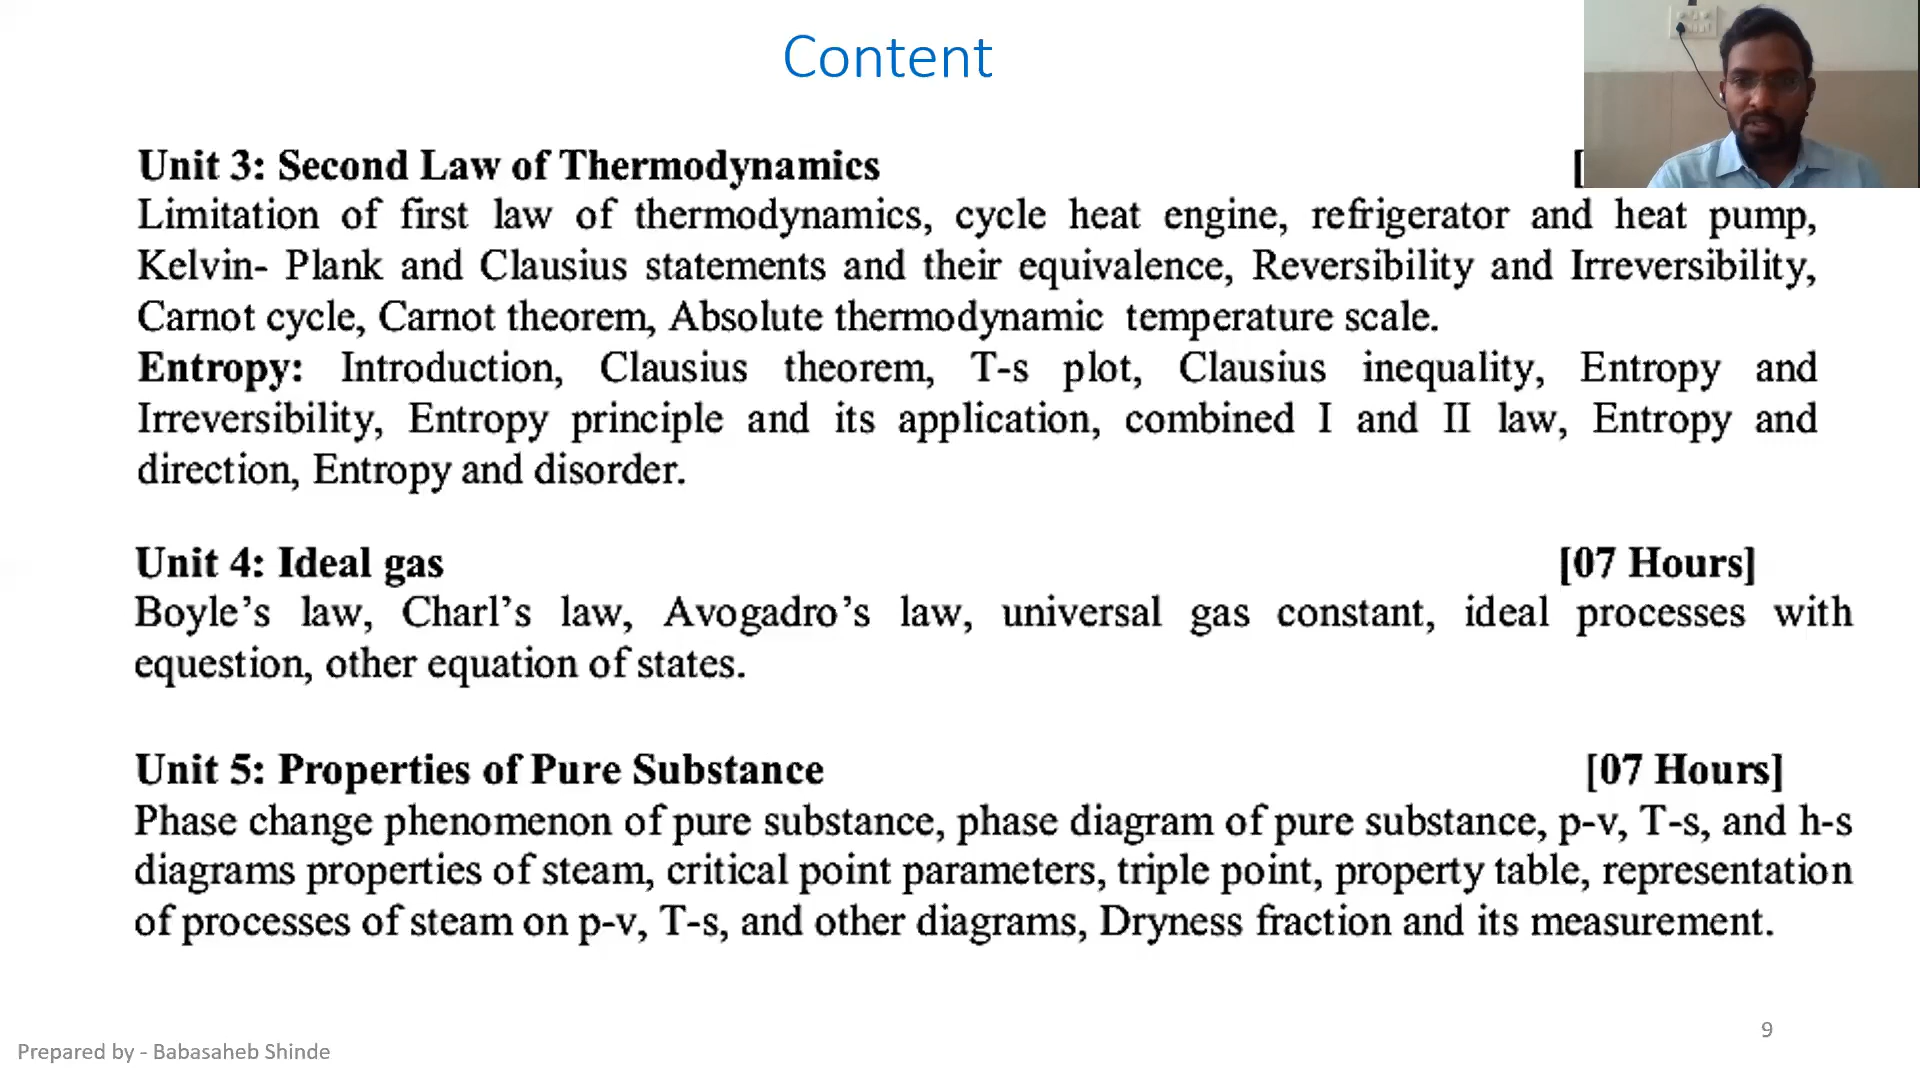 Content
Unit 3: Second Law of Thermodynamics [
Limitation of first law of thermodynamics, cycle heat engine, refrigerator and heat pump,
Kelvin- Plank and Clausius statements and their equivalence, Reversibility and Irreversibility,
Carnot cycle, Carnot theorem, Absolute thermodynamic temperature scale.
Entropy: Introduction, Clausius theorem, T-s plot, Clausius inequality, Entropy and
Irreversibility, Entropy principle and its application, combined I and II law, Entropy and
direction, Entropy and disorder.
Unit 4: Ideal gas [07 Hours]
Boyle’s law, Charl’s law, Avogadro’s law, universal gas constant, ideal processes with
equestion, other equation of states.
Unit 5: Properties of Pure Substance [07 Hours]
Phase change phenomenon of pure substance, phase diagram of pure substance, p-v, T-s, and h-s
diagrams properties of steam, critical point parameters, triple point, property table, representation
of processes of steam on p-v, T-s, and other diagrams, Dryness fraction and its measurement.
9
Prepared by - Babasaheb Shinde